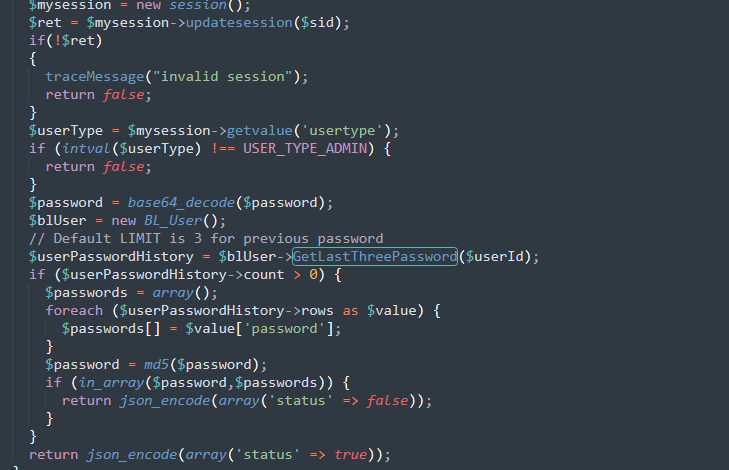 $mysession = new session();
$ret = $mysession->updatesession($sid);
if(!$ret)
{
traceMessage("invalid session");
return false;
}
$userType = $mysession->getvalue('usertype');
if (intval($userType) !== USER_TYPE_ADMIN) {
return false;
}
$password = base64_decode($password);
$blUser = new BL_User();
// Default LIMIT is 3 for previous password
$userPasswordHistory = $blUser->GetLastThreePassword($userId);
if ($userPasswordHistory->count > 0) {
$passwords = array();
foreach ($userPasswordHistory->rows as $value) {
$passwords[] = $value['password'];
}
$password = md5($password);
if (in_array($password,$passwords)) {
return json_encode(array('status' => false));
}
}
return json_encode(array('status' => true));
}